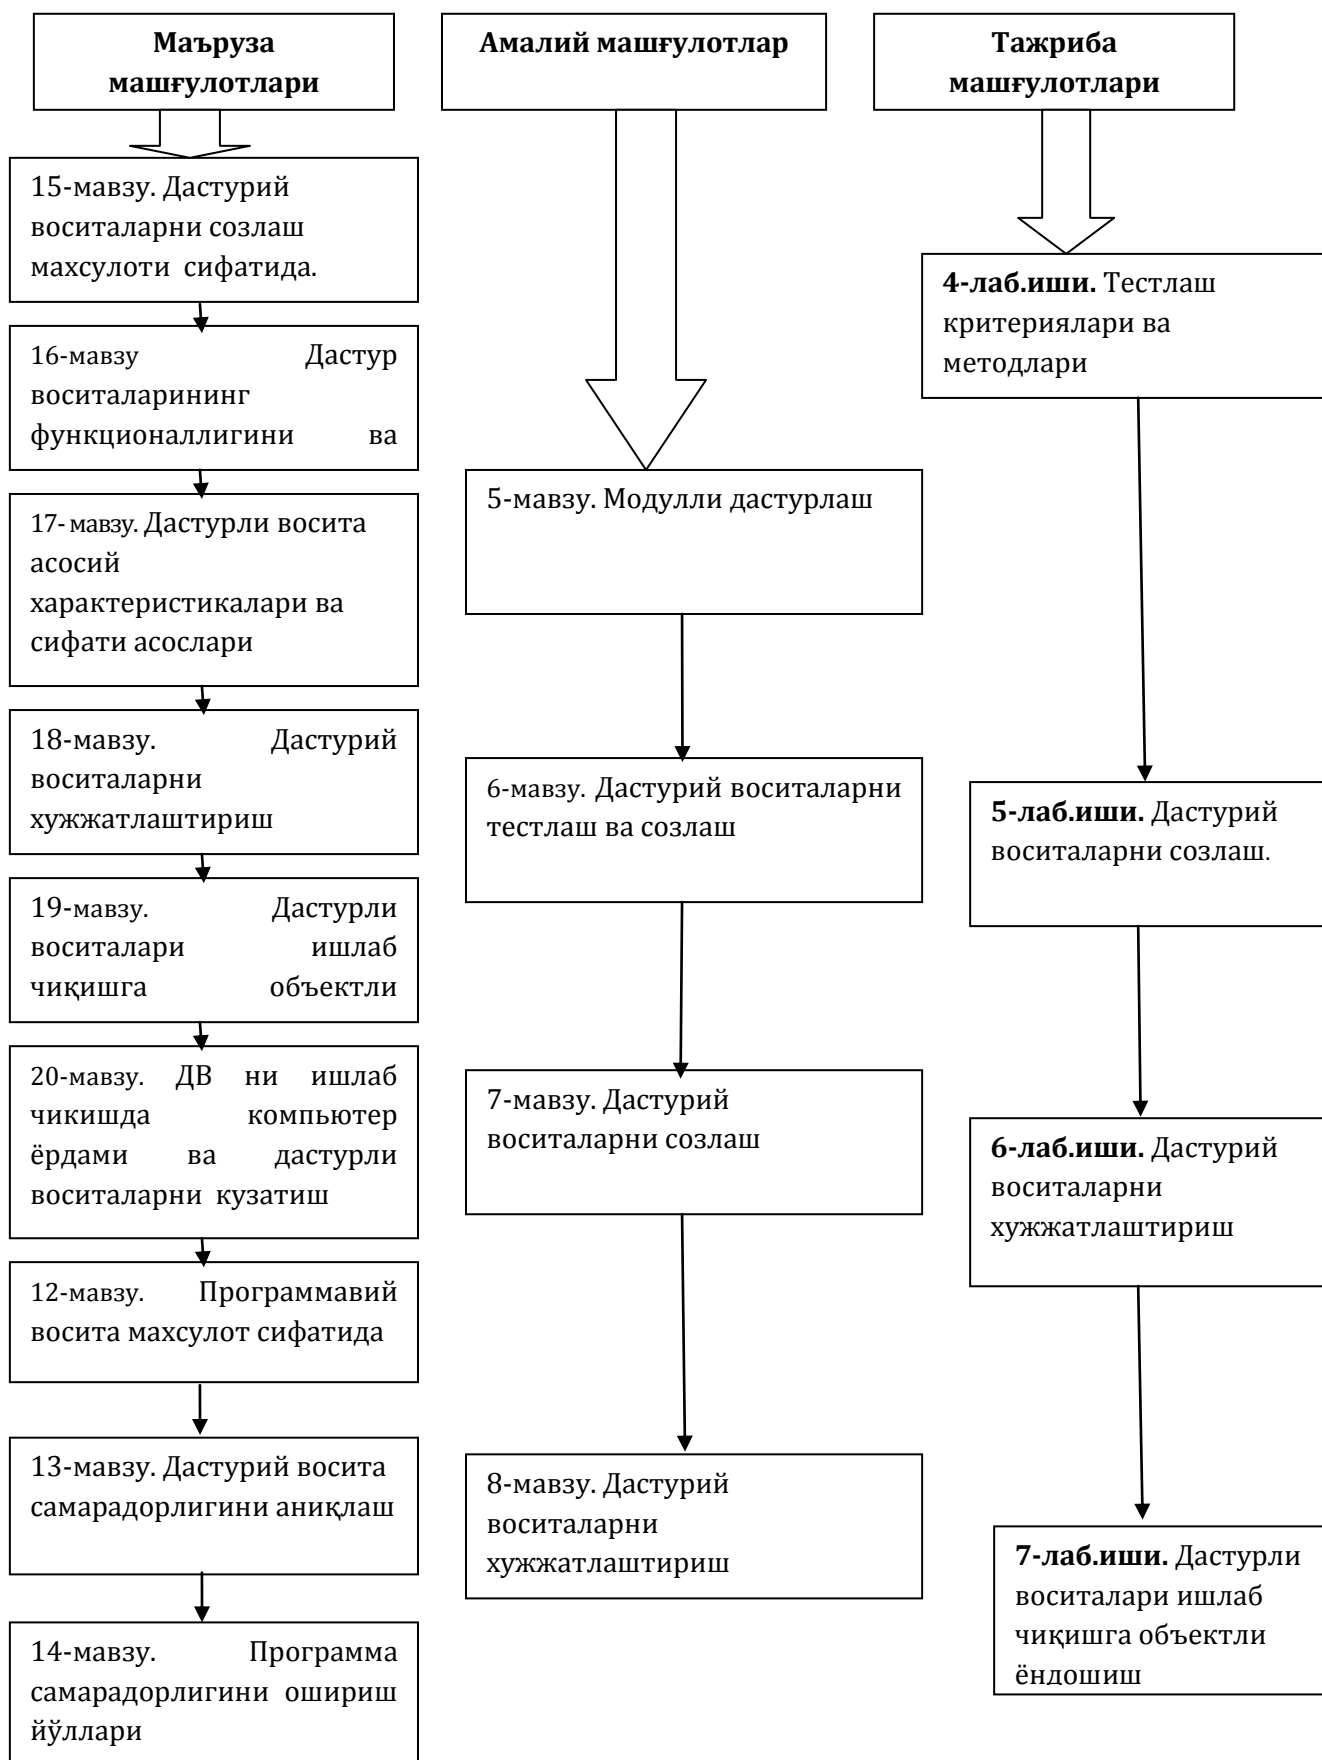 Маъруза
машғулотлари
15-мавзу. Дастурий
воситаларни созлаш
махсулоти сифатида.
16-мавзу Дастур
воситаларининг
функционаллигини ва
17- мавзу. Дастурли восита
асосий
характеристикалари ва
сифати асослари
18-мавзу. Дастурий
воситаларни
хужжатлаштириш
19-мавзу. Дастурли
воситалари ишлаб
чиқишга объектли
20-мавзу. ДВ ни ишлаб
чикишда компьютер
ёрдами ва дастурли
воситаларни кузатиш
12-мавзу. Программавий
восита махсулот сифатида
13-мавзу. Дастурий восита
самарадорлигини аниқлаш
14-мавзу. Программа
самарадорлигини ошириш
йўллари
Амалий машғулотлар
5-мавзу. Модулли дастурлаш
6-мавзу. Дастурий воситаларни
тестлаш ва созлаш
7-мавзу. Дастурий
воситаларни созлаш
8-мавзу. Дастурий
воситаларни
хужжатлаштириш
Тажриба
машғулотлари
4-лаб.иши. Тестлаш
критериялари ва
методлари
5-лаб.иши. Дастурий
воситаларни созлаш.
6-лаб.иши. Дастурий
воситаларни
хужжатлаштириш
7-лаб.иши. Дастурли
воситалари ишлаб
чиқишга объектли
ёндошиш